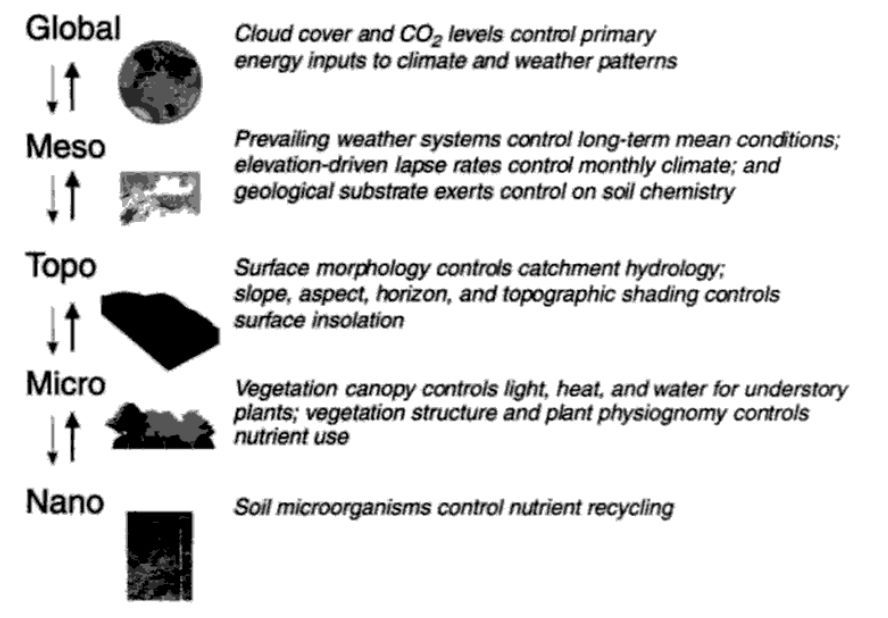 Global
Cloud cover and CO₂ levels control primary
energy inputs to climate and weather patterns
Meso
Prevailing weather systems control long-term mean conditions;
elevation-driven lapse rates control monthly climate; and
geological substrate exerts control on soil chemistry
Topo
Surface morphology controls catchment hydrology;
slope, aspect, horizon, and topographic shading controls
surface insolation
Micro
Vegetation canopy controls light, heat, and water for understory
plants; vegetation structure and plant physiognomy controls
nutrient use
Nano
Soil microorganisms control nutrient recycling